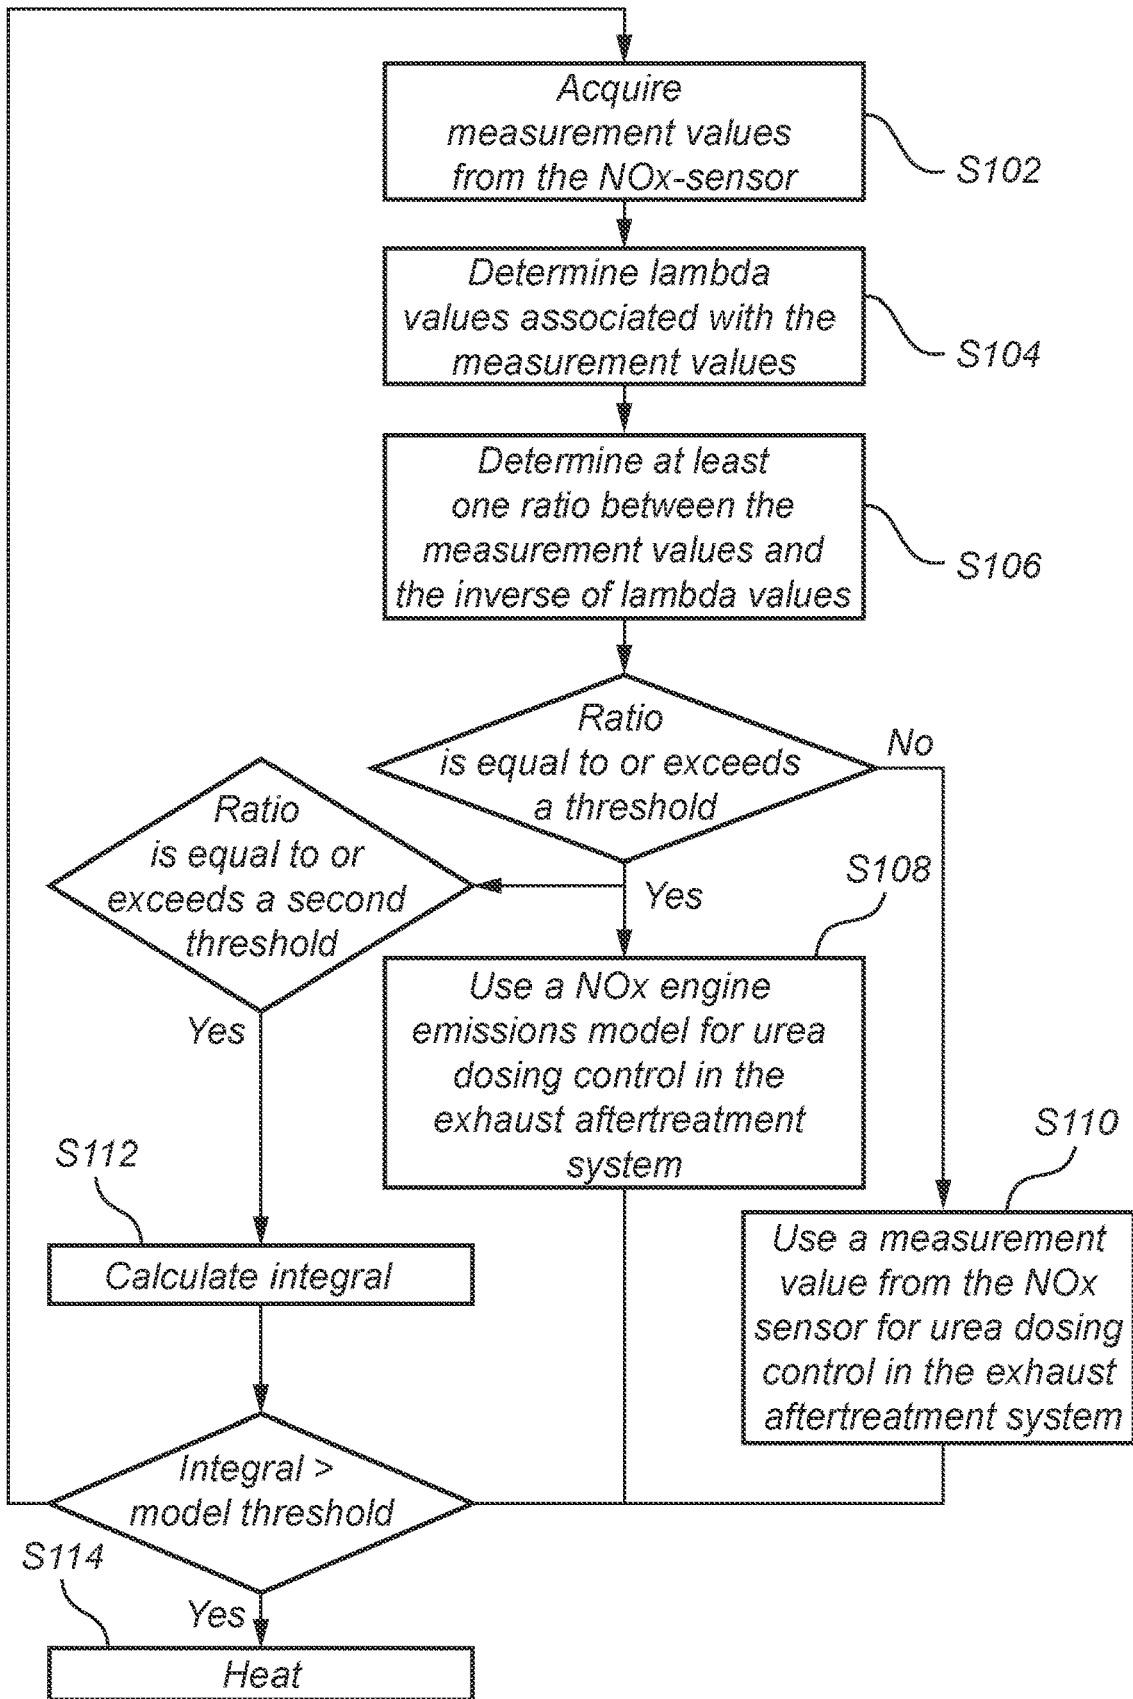 Acquire
measurement values
from the NOx-sensor
S102
Determine lambda
values associated with the
measurement values
S104
Determine at least
one ratio between the
measurement values and
the inverse of lambda values
S106
Ratio
is equal to or exceeds
a threshold
No
Yes
Ratio
is equal to or
exceeds a second
threshold
Yes
S108
Use a NOx engine
emissions model for urea
dosing control in the
exhaust aftertreatment
system
S110
Use a measurement
value from the NOx
sensor for urea dosing
control in the exhaust
aftertreatment system
S112
Calculate integral
Integral >
model threshold
Yes
S114
Heat